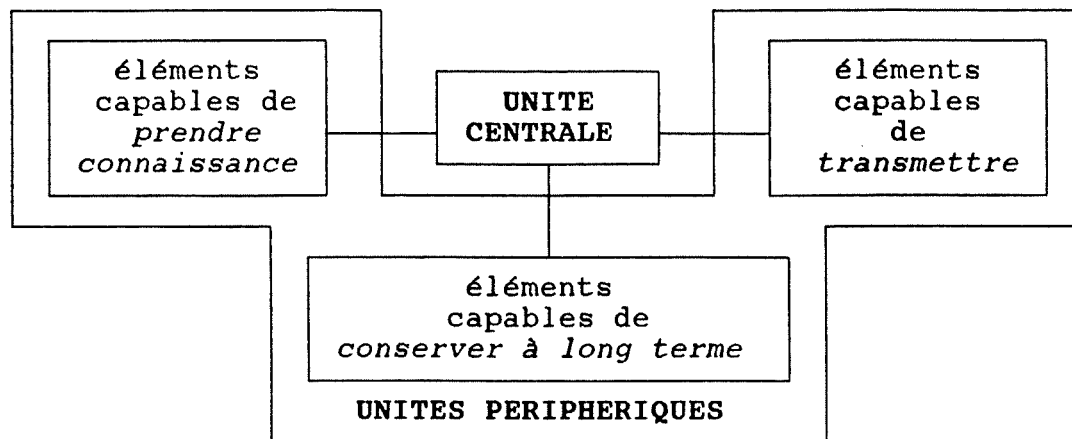 éléments
capables de
prendre
connaissance
UNITE
CENTRALE
éléments
capables
de
transmettre
éléments
capables de
conserver à long terme
UNITES PERIPHERIQUES